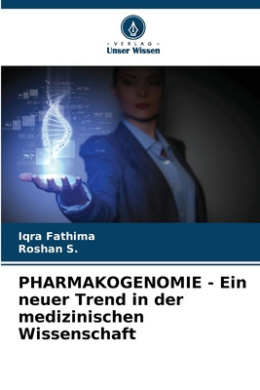 VERLAG
Unser Wissen
Iqra Fathima
Roshan S.
PHARMAKOGENOMIE - Ein
neuer Trend in der
medizinischen
Wissenschaft